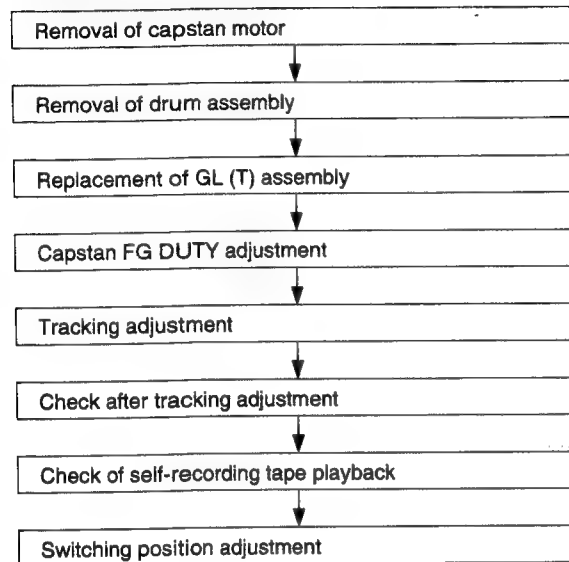 Removal of capstan motor
Removal of drum assembly
Replacement of GL (T) assembly
Capstan FG DUTY adjustment
Tracking adjustment
Check after tracking adjustment
Check of self-recording tape playback
Switching position adjustment